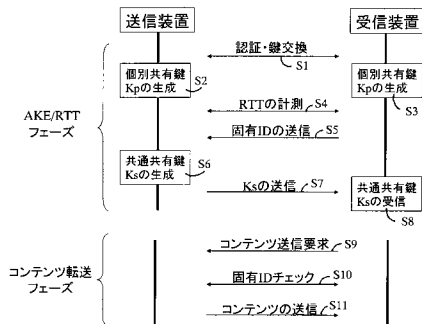 送信装置
受信装置
認証・鍵交換
S1
個別共有鍵
Kpの生成
S2
個別共有鍵
Kpの生成
S3
RTTの計測
S4
AKE/RTT
フェーズ
固有IDの送信
S5
共通共有鍵
Ksの生成
S6
Ksの送信
S7
共通共有鍵
Ksの受信
S8
コンテンツ送信要求
S9
コンテンツ転送
フェーズ
固有IDチェック
S10
コンテンツの送信
S11